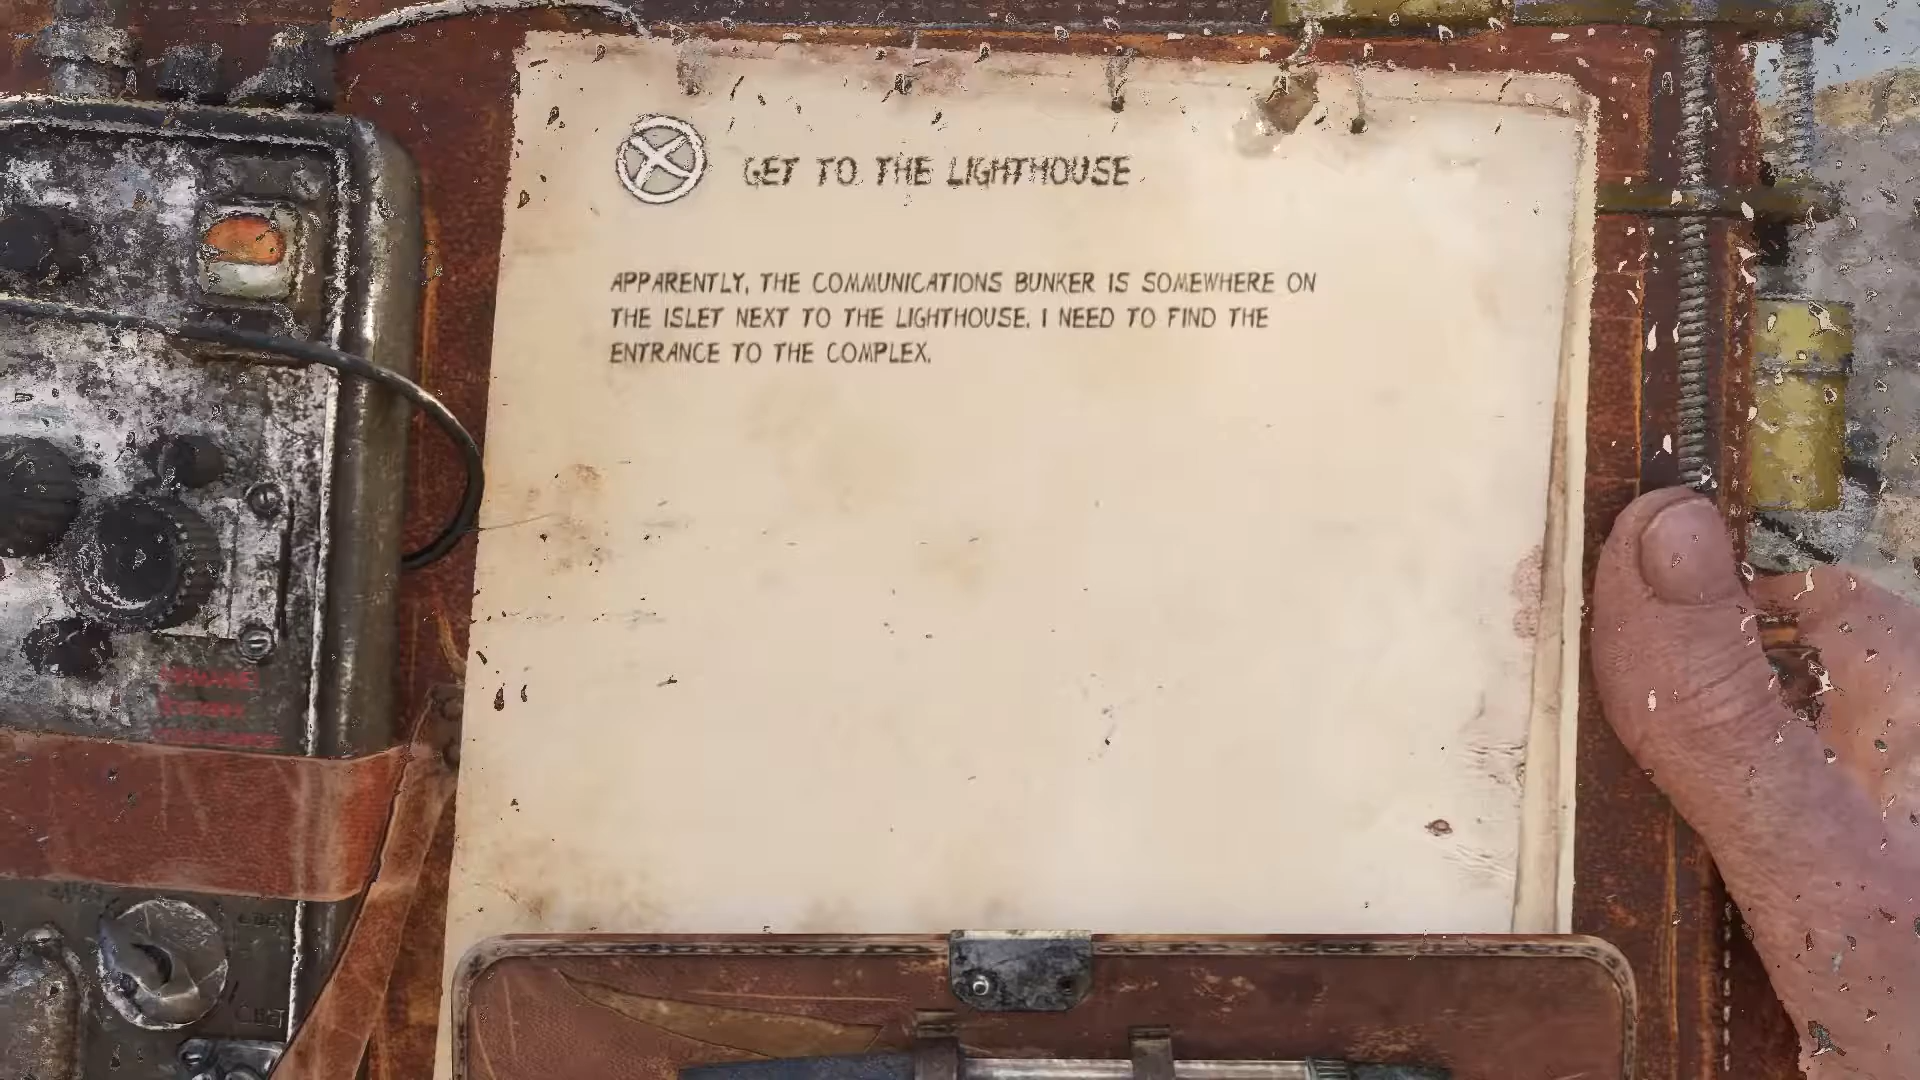 GET TO THE LIGHTHOUSE
APPARENTLY, THE COMMUNICATIONS BUNKER IS SOMEWHERE ON
THE ISLET NEXT TO THE LIGHTHOUSE. I NEED TO FIND THE
ENTRANCE TO THE COMPLEX.